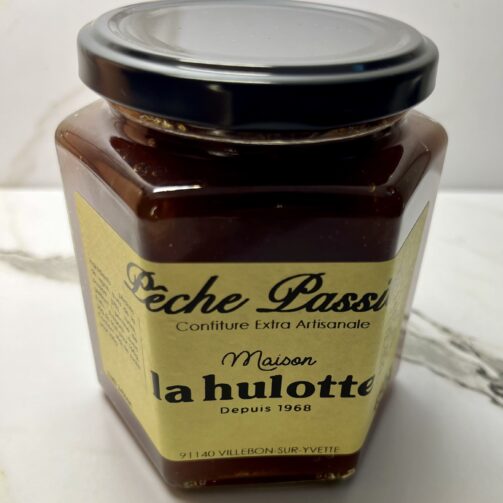 Pêche Passi
Confiture Extra Artisanale
Maison
la hulotte
Depuis 1968
91140 VILLEBON-SUR-YVETTE